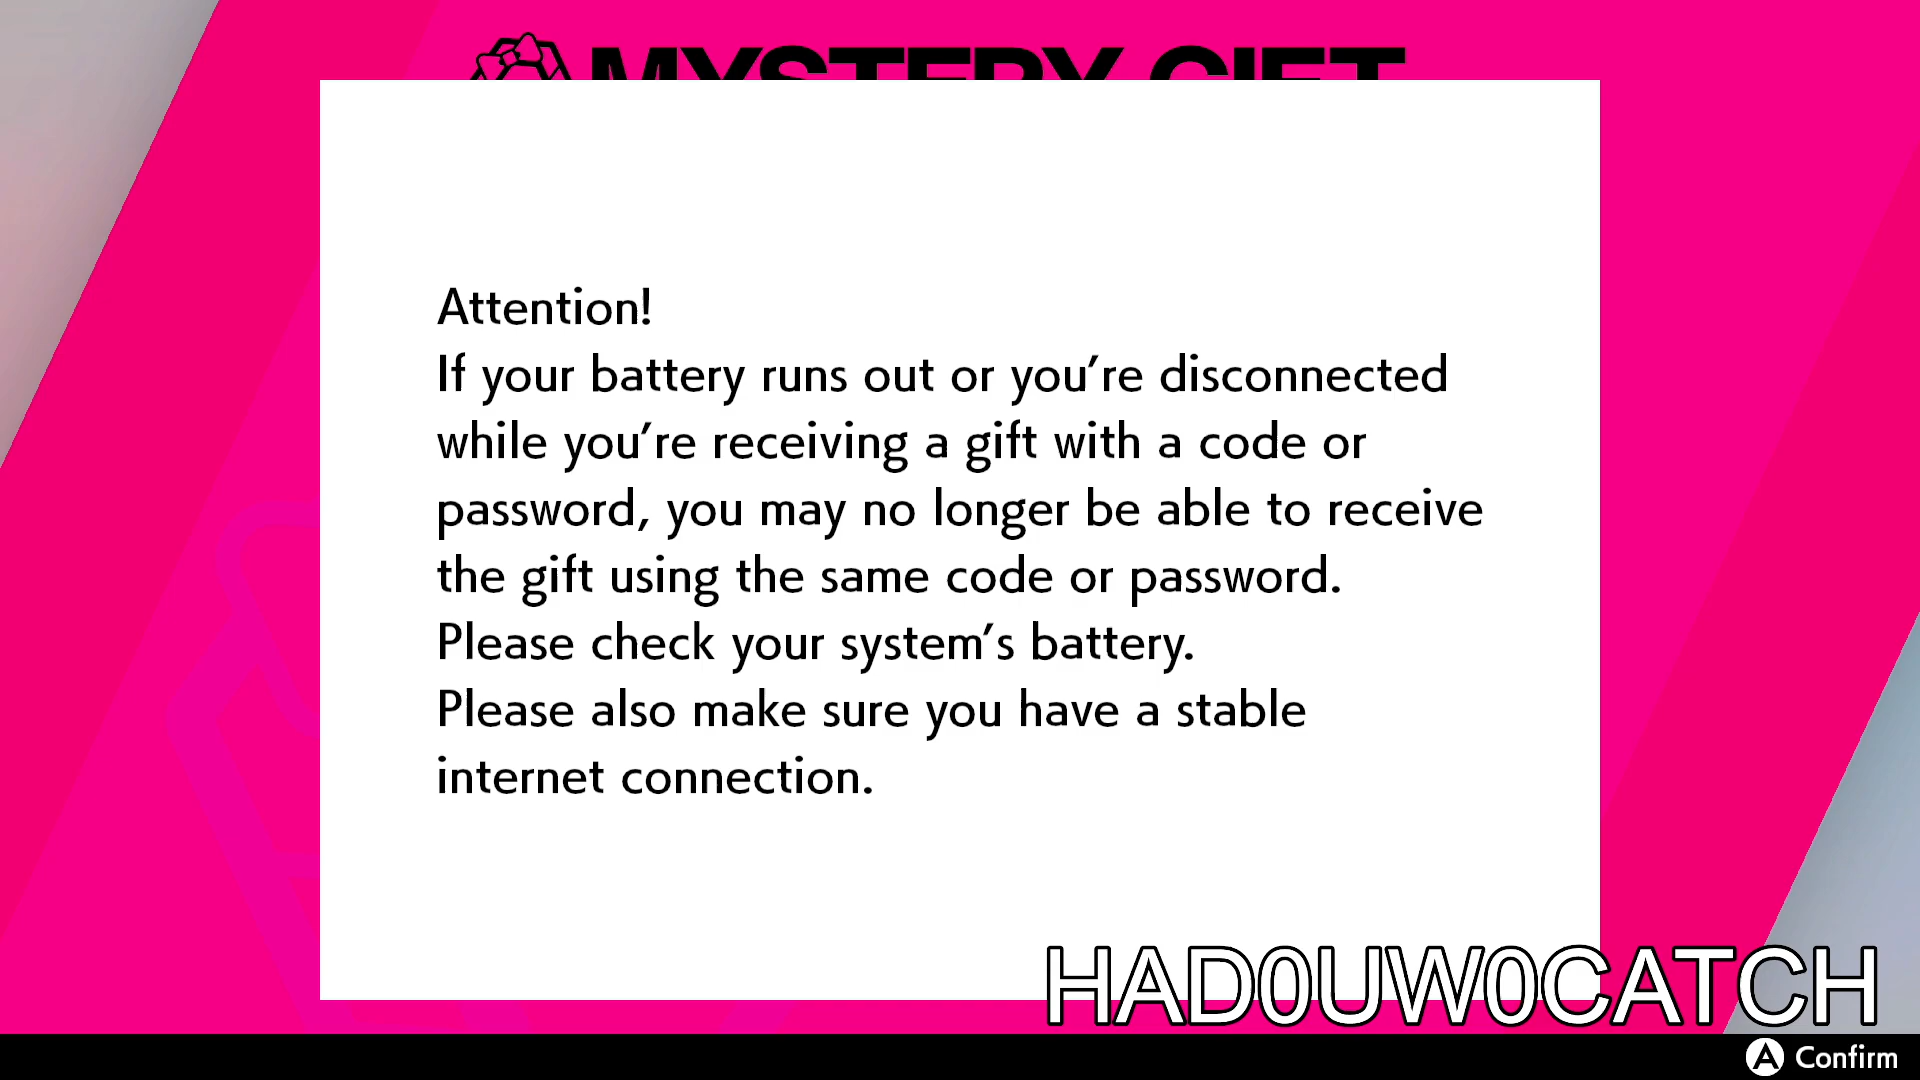 MYSTERY GIFT
Attention!
If your battery runs out or you’re disconnected
while you’re receiving a gift with a code or
password, you may no longer be able to receive
the gift using the same code or password.
Please check your system’s battery.
Please also make sure you have a stable
internet connection.
HAD0UW0CATCH
A Confirm